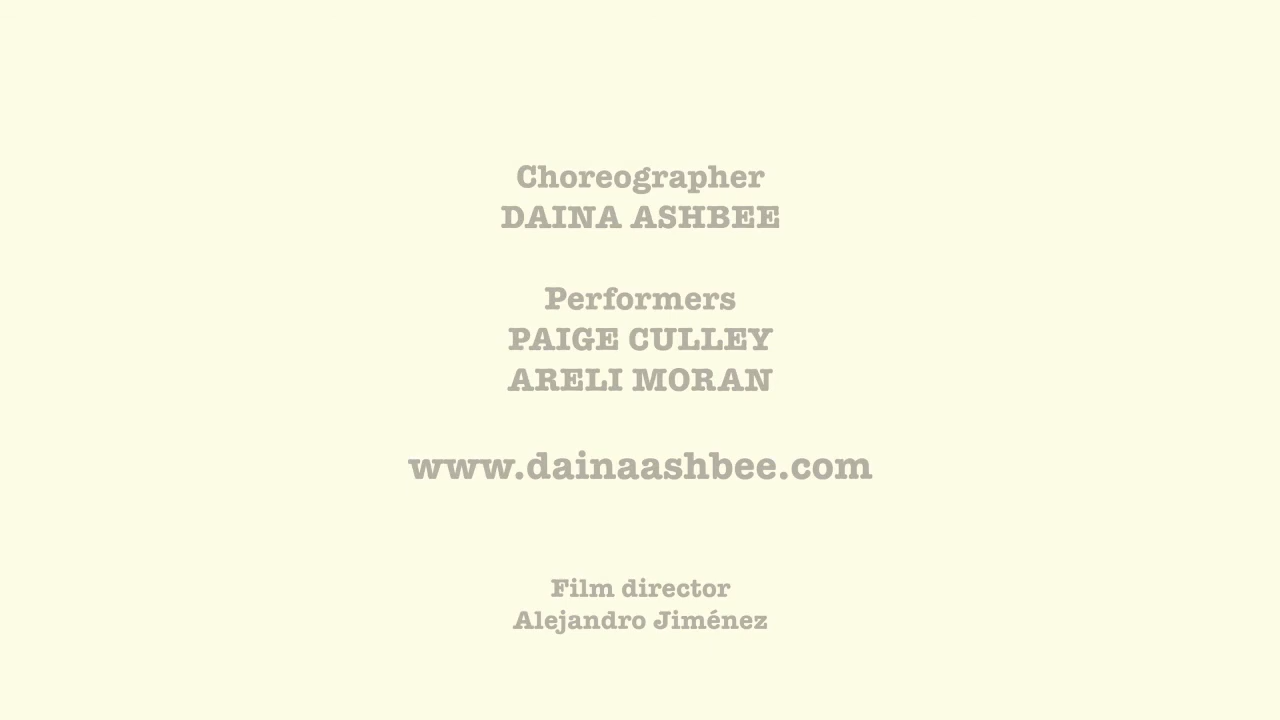 Choreographer
DAINA ASHBEE
Performers
PAIGE CULLEY
ARELI MORAN
www.dainaashbee.com
Film director
Alejandro Jiménez